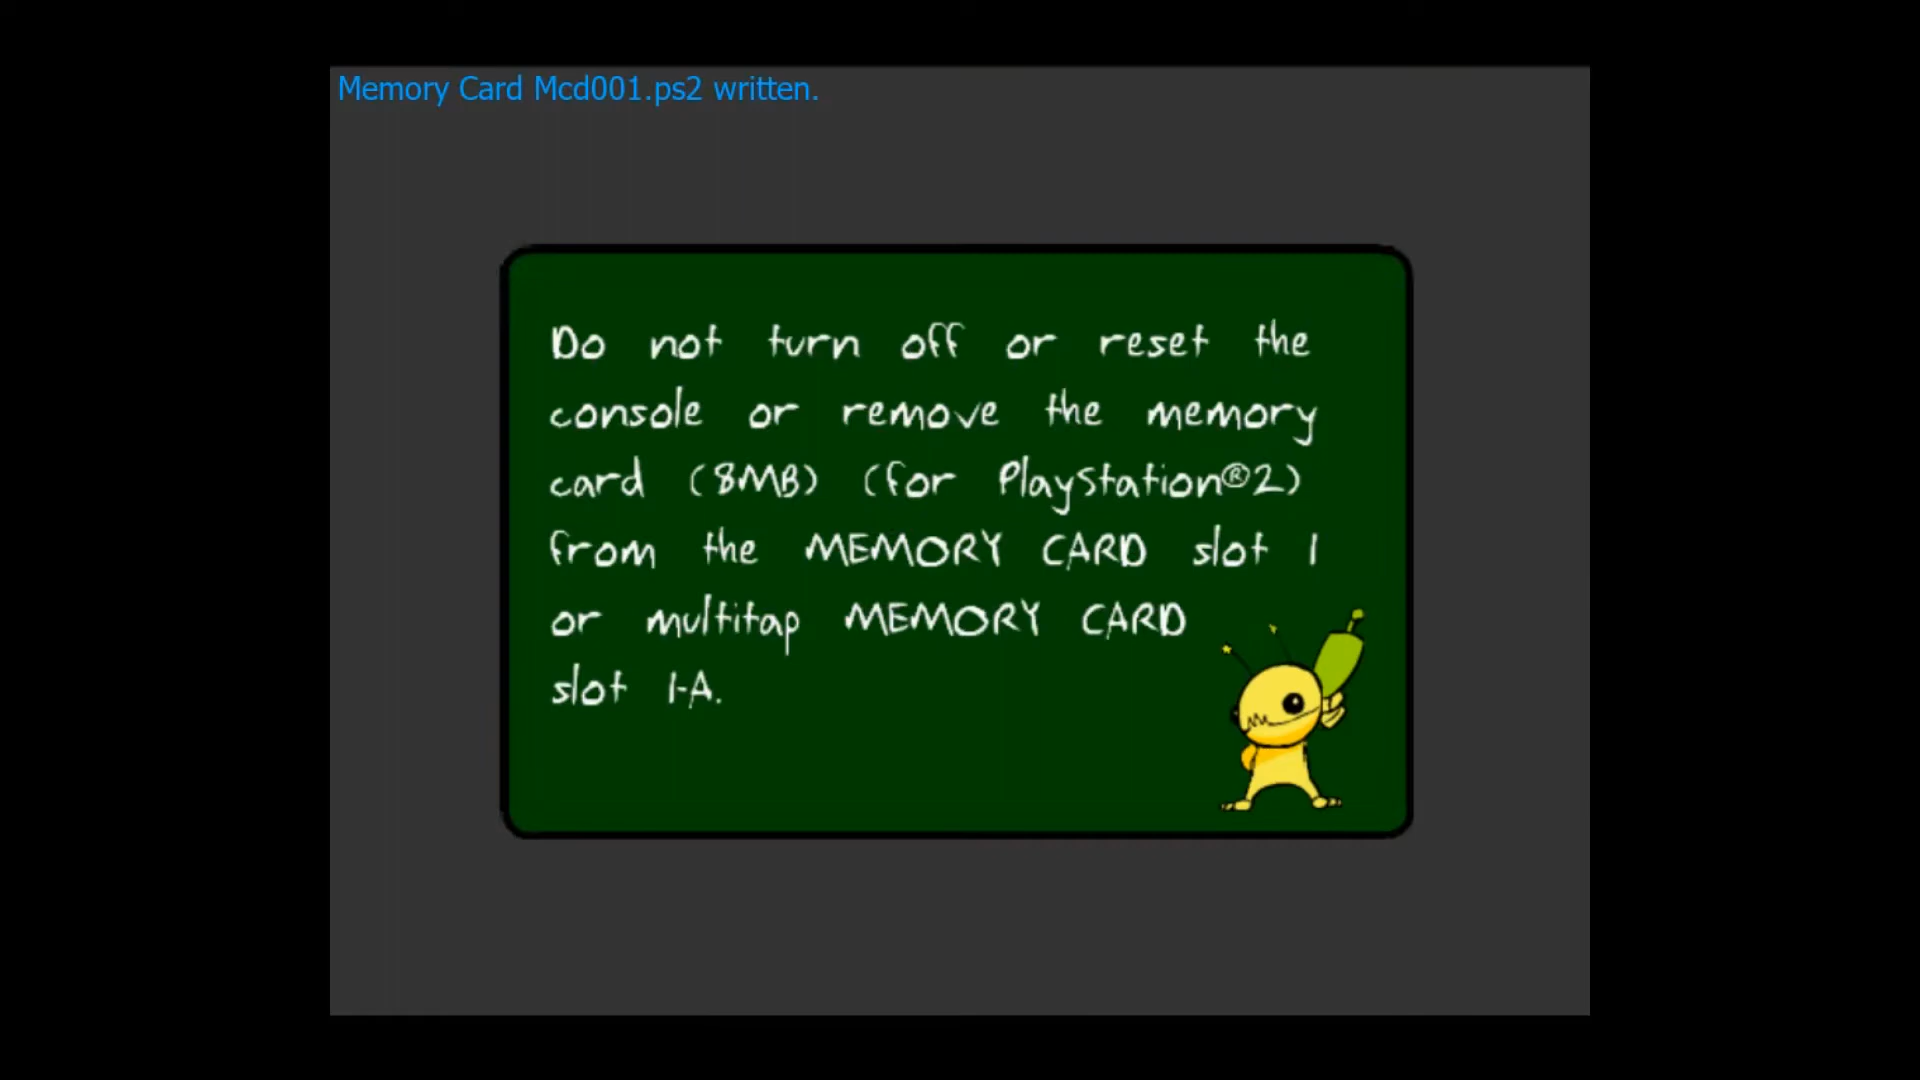 Memory Card Mcd001.ps2 written.
Do not turn off or reset the
console or remove the memory
card (8MB) (for PlayStation®2)
from the MEMORY CARD slot 1
or multitap MEMORY CARD
slot 1-A.